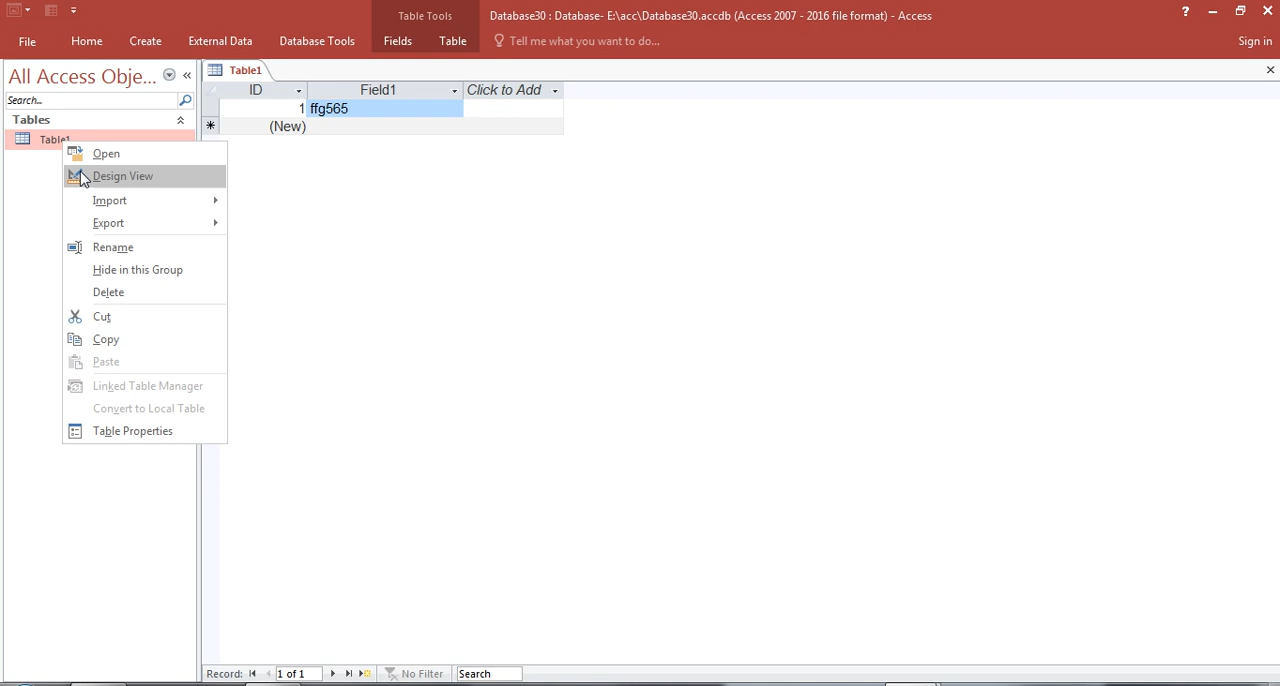 Table Tools
Database30 : Database- E:\acc\Database30.accdb (Access 2007 - 2016 file format) - Access
?
File Home Create External Data Database Tools Fields Table Tell me what you want to do... Sign in
All Access Obje... «
Table1
Search...
ID Field1 Click to Add
Tables
1 ffg565
* (New)
Table1
Open
Design View
Import
Export
Rename
Hide in this Group
Delete
Cut
Copy
Paste
Linked Table Manager
Convert to Local Table
Table Properties
Record: 1 of 1 No Filter Search